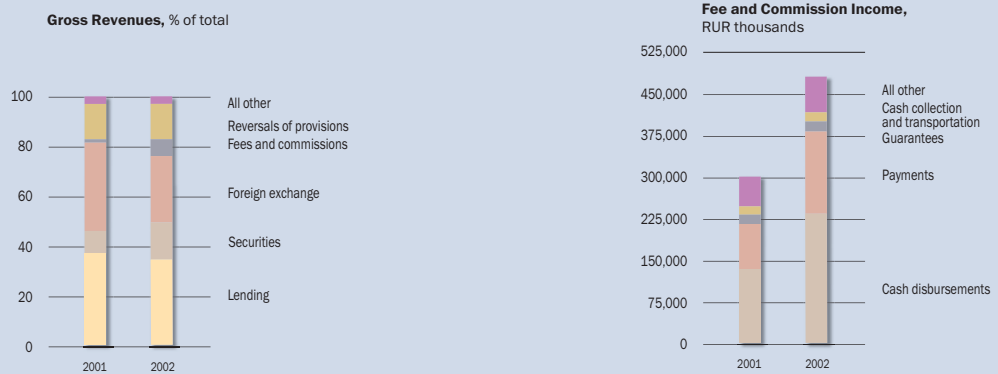 Gross Revenues, % of total
100
80
60
40
20
0
All other
Reversals of provisions
Fees and commissions
Foreign exchange
Securities
Lending
2001 2002
Fee and Commission Income,
RUR thousands
525,000
450,000
375,000
300,000
225,000
150,000
75,000
0
All other
Cash collection
and transportation
Guarantees
Payments
Cash disbursements
2001 2002